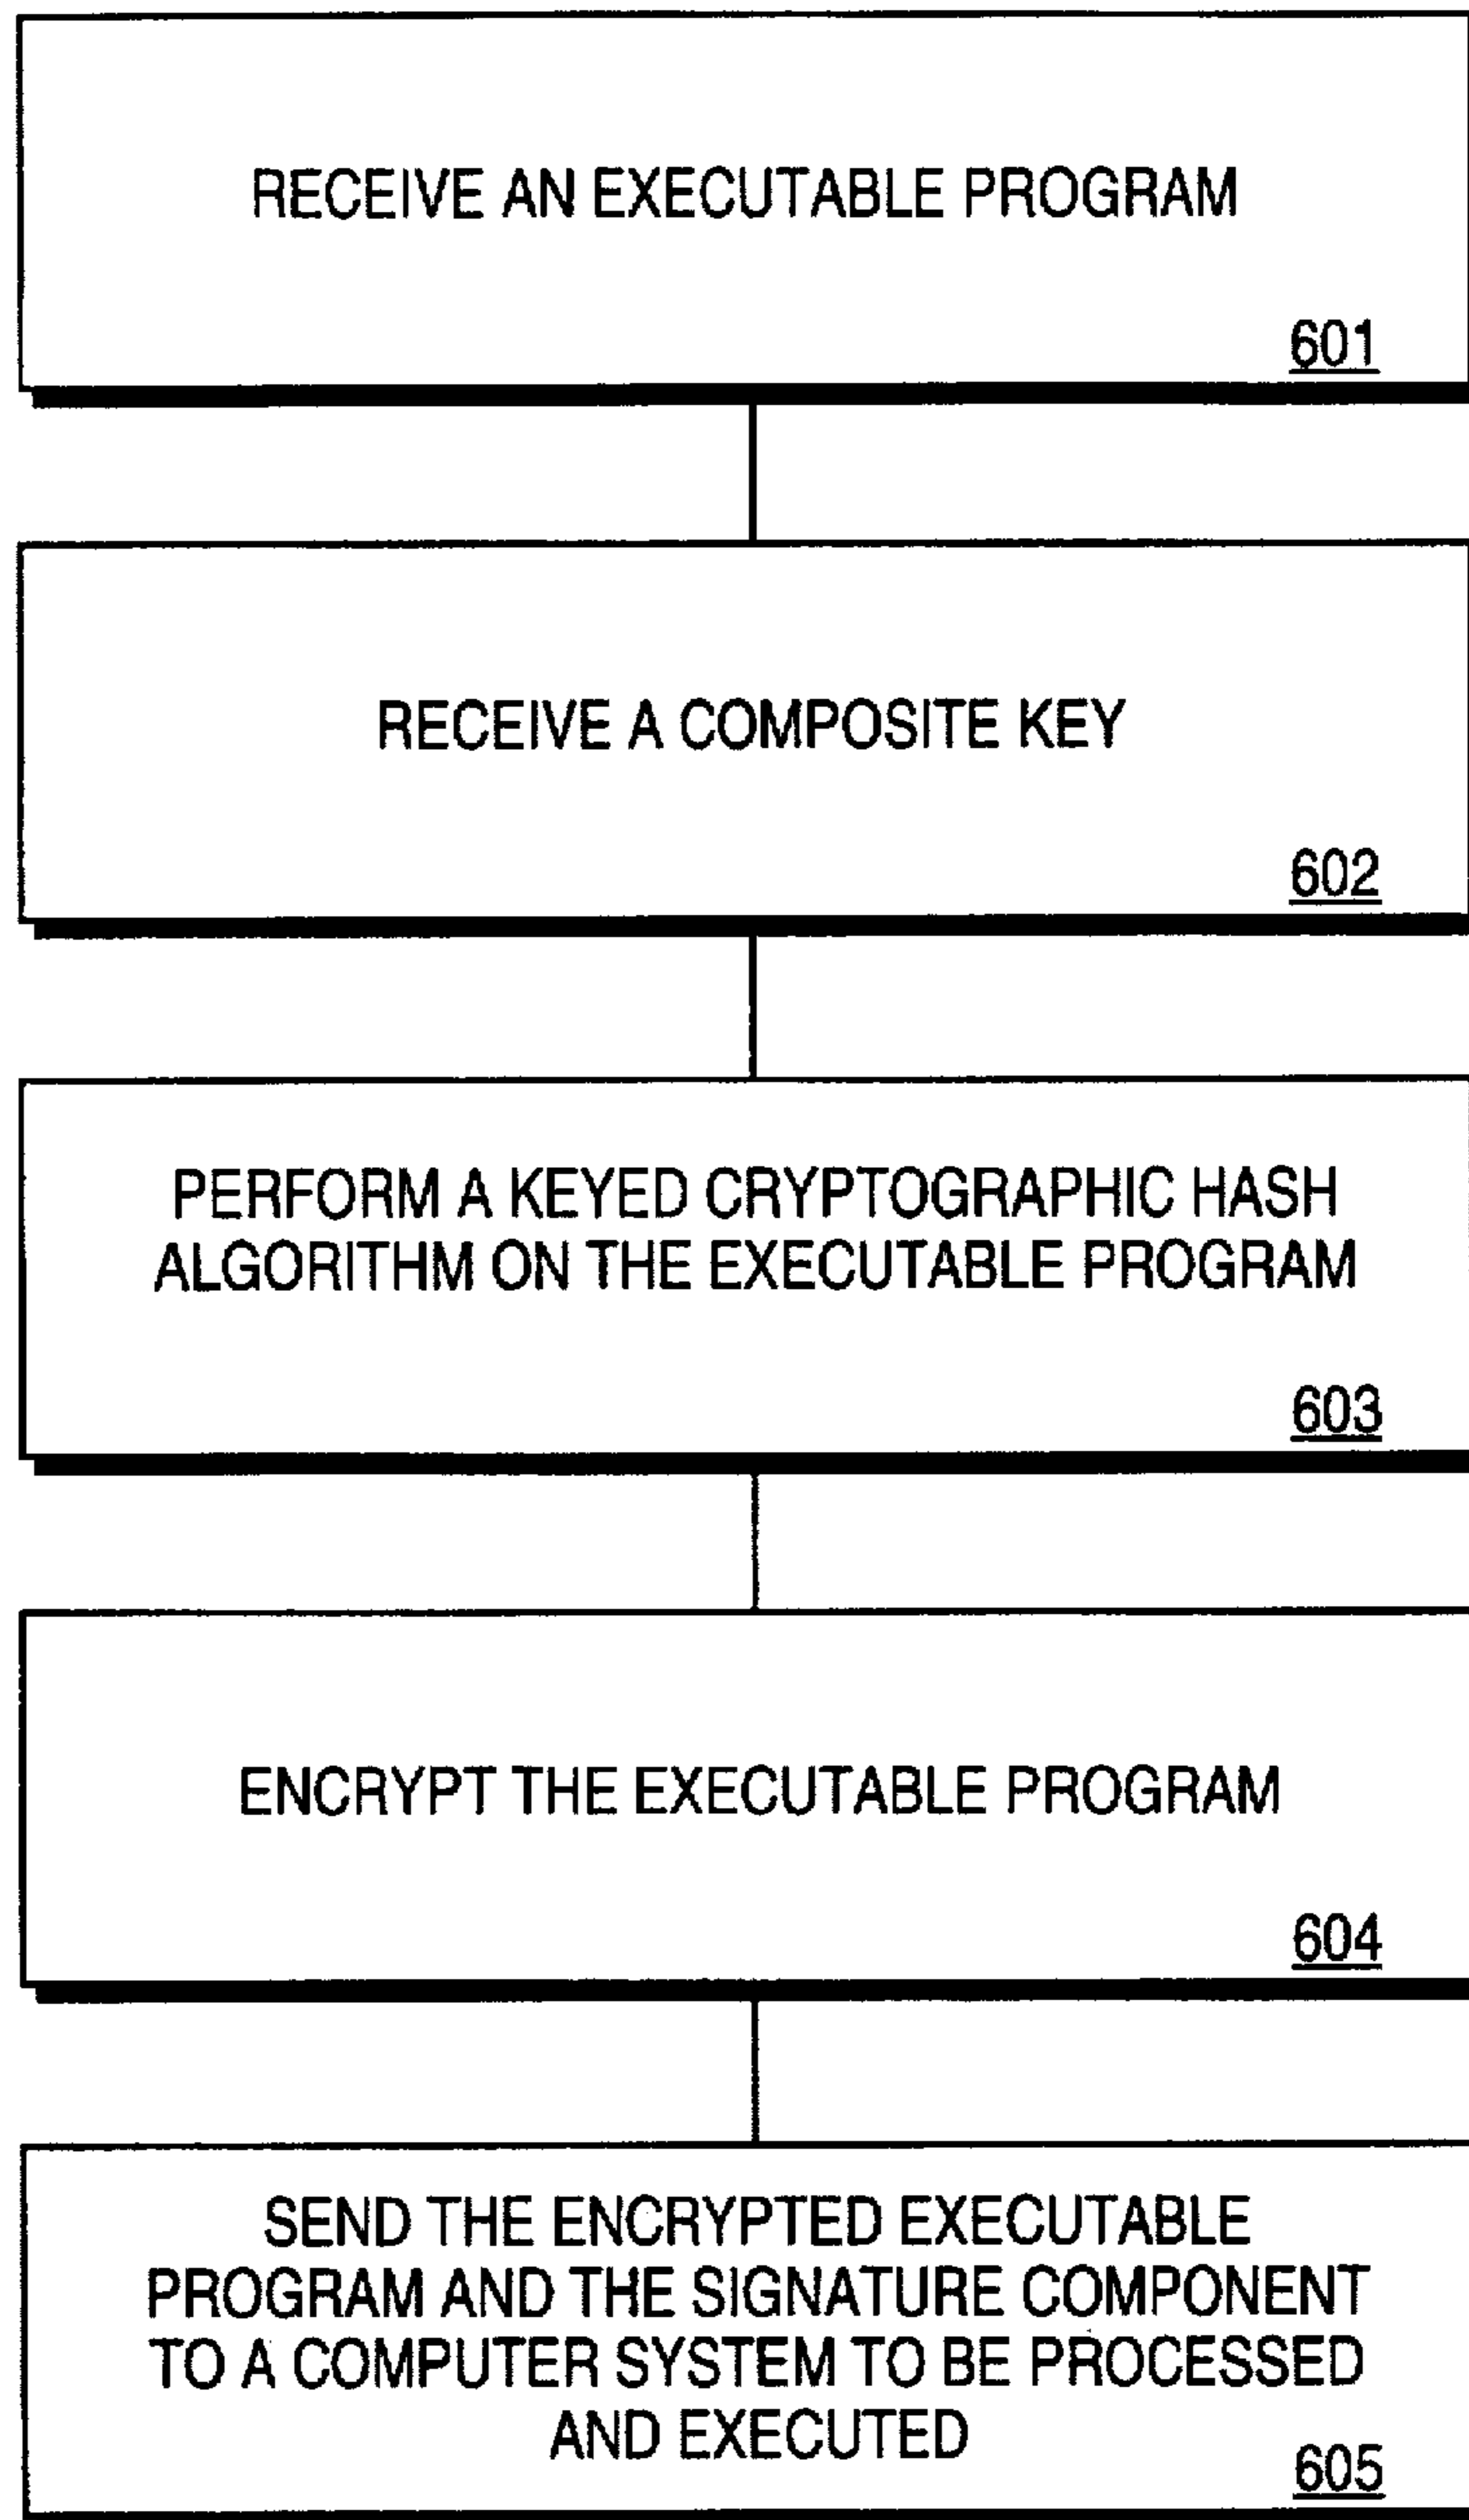 RECEIVE AN EXECUTABLE PROGRAM
601
RECEIVE A COMPOSITE KEY
602
PERFORM A KEYED CRYPTOGRAPHIC HASH
ALGORITHM ON THE EXECUTABLE PROGRAM
603
ENCRYPT THE EXECUTABLE PROGRAM
604
SEND THE ENCRYPTED EXECUTABLE
PROGRAM AND THE SIGNATURE COMPONENT
TO A COMPUTER SYSTEM TO BE PROCESSED
AND EXECUTED
605